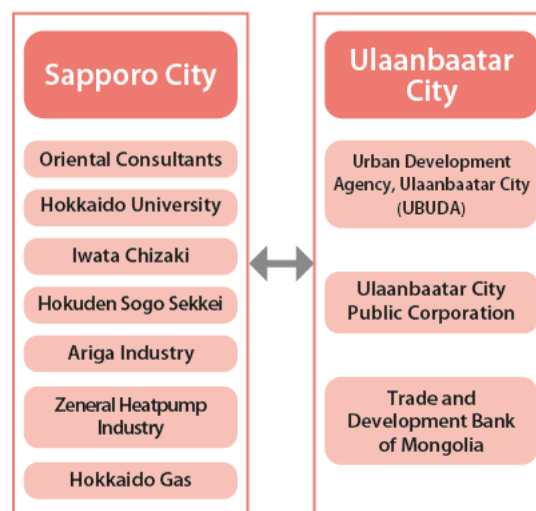 Sapporo City
Oriental Consultants
Hokkaido University
Iwata Chizaki
Hokuden Sogo Sekkei
Ariga Industry
Zeneral Heatpump
Industry
Hokkaido Gas
Ulaanbaatar
City
Urban Development
Agency, Ulaanbaatar City
(UBUDA)
Ulaanbaatar City
Public Corporation
Trade and
Development Bank
of Mongolia